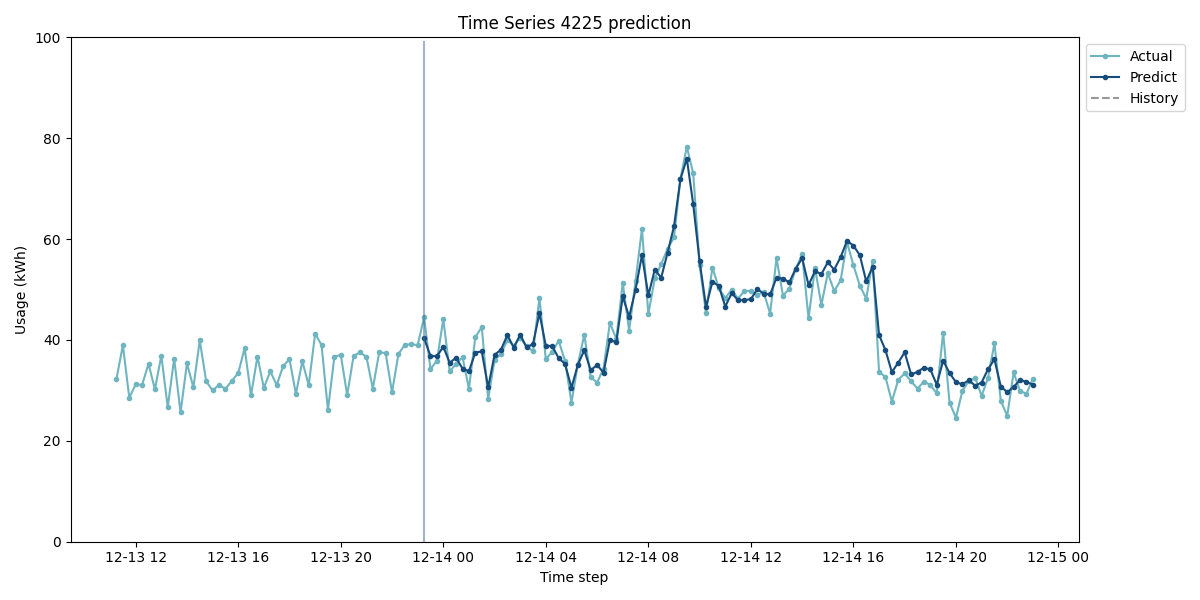 Time Series 4225 prediction
Usage (kWh)
100
80
60
40
20
0
12-13 12
12-13 16
12-13 20
12-14 00
12-14 04
12-14 08
12-14 12
12-14 16
12-14 20
12-15 00
Time step
Actual
Predict
History